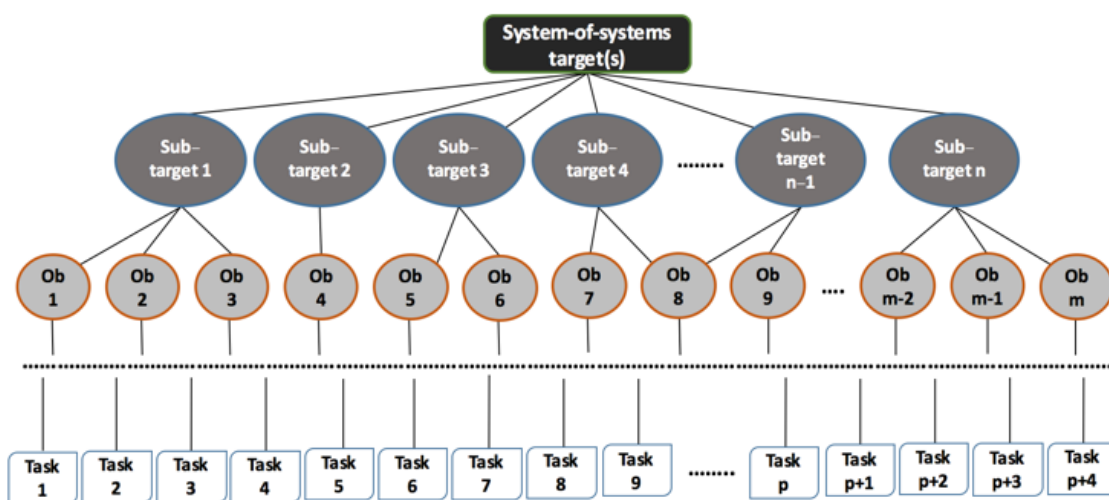 System-of-systems
target(s)
Sub–
target 1
Sub–
target 2
Sub–
target 3
Sub–
target 4
........
Sub–
target
n–1
Sub–
target n
Ob
1
Ob
2
Ob
3
Ob
4
Ob
5
Ob
6
Ob
7
Ob
8
Ob
9
....
Ob
m-2
Ob
m-1
Ob
m
Task
1
Task
2
Task
3
Task
4
Task
5
Task
6
Task
7
Task
8
Task
9
........
Task
p
Task
p+1
Task
p+2
Task
p+3
Task
p+4